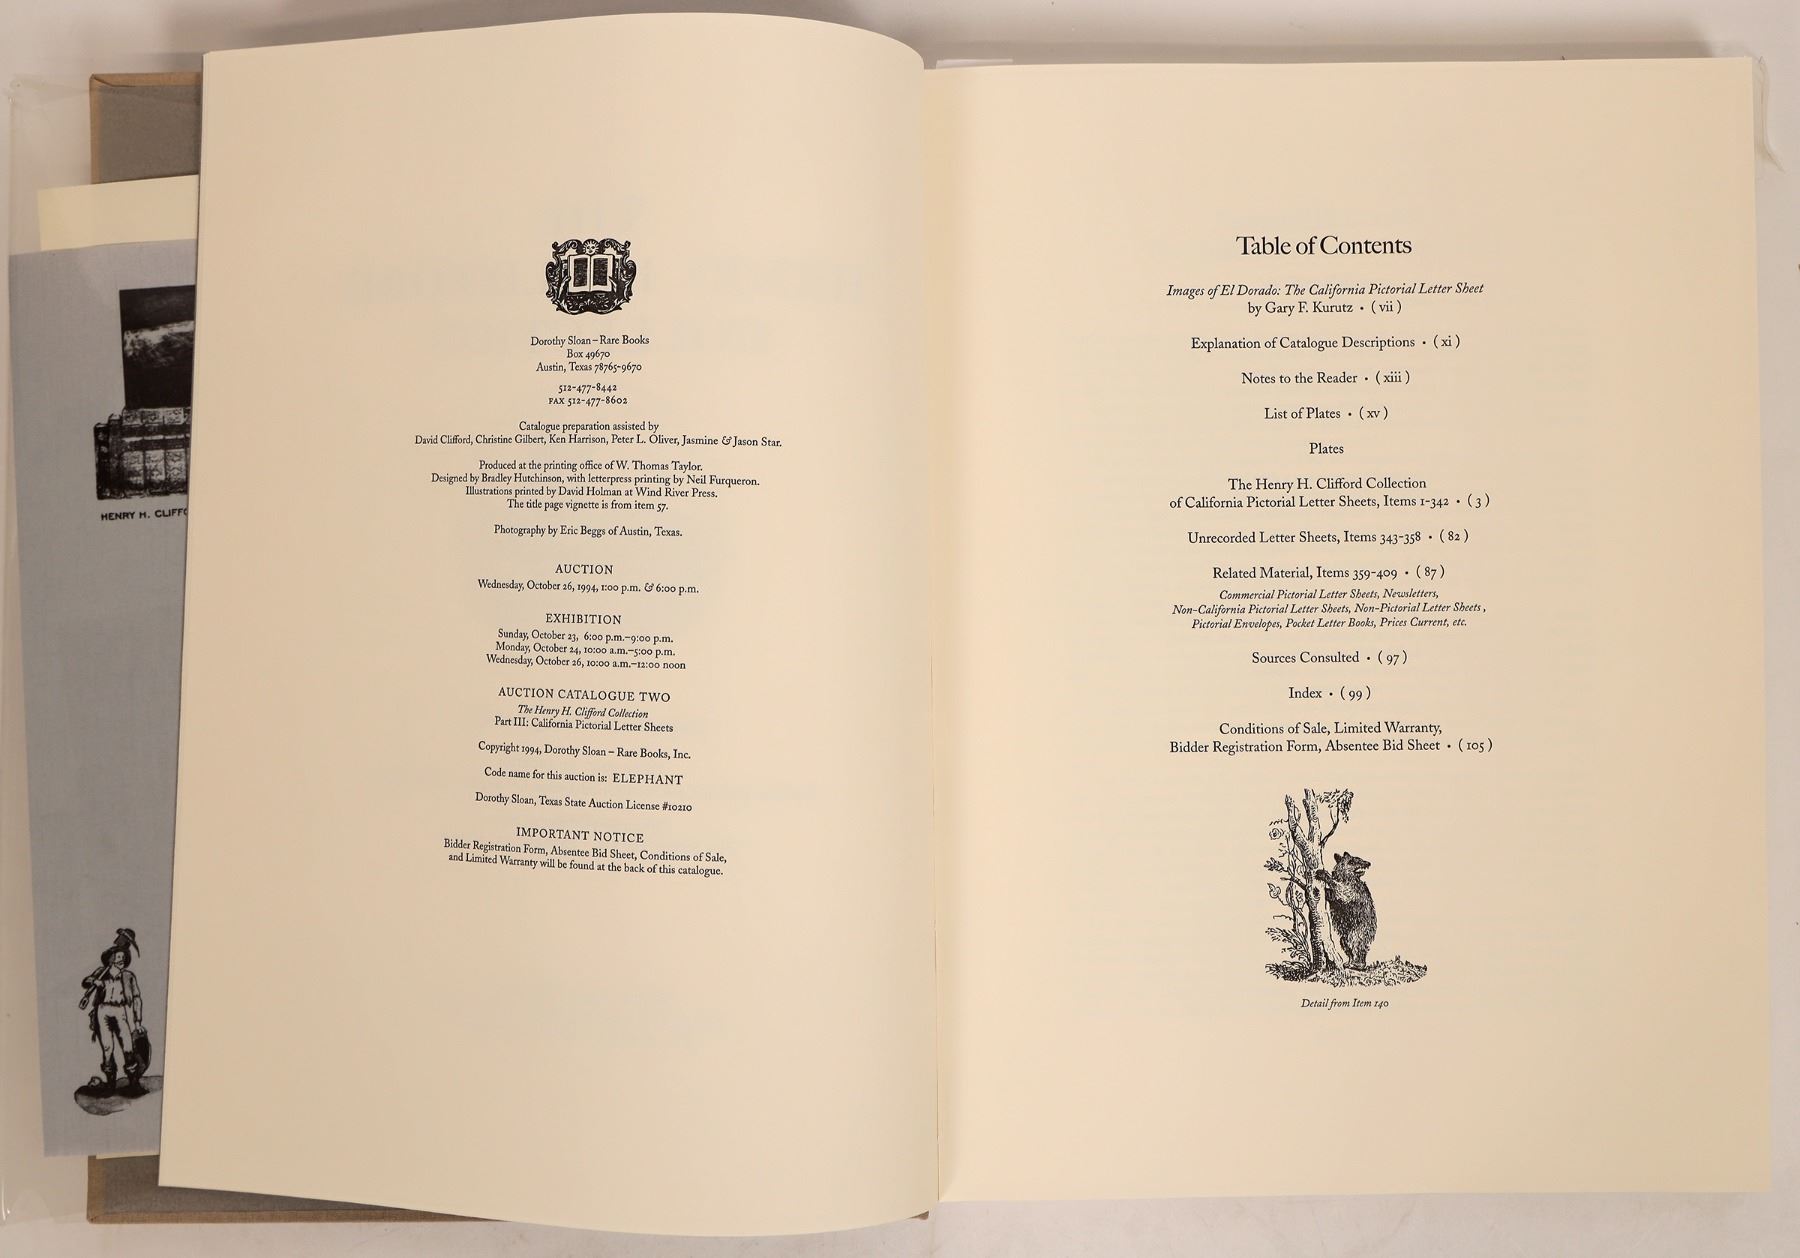 HENRY H.
Dorothy Sloan – Rare Books
Box 49670
Austin, Texas 78765-9670
512-477-8442
FAX 512-477-8602
Catalogue preparation assisted by
David Clifford, Christine Gilbert, Ken Harrison, Peter L. Oliver, Jasmine & Jason Star.
Produced at the printing office of W. Thomas Taylor.
Designed by Bradley Hutchinson, with letterpress printing by Neil Furqueron.
Illustrations printed by David Holman at Wind River Press.
The title page vignette is from item 57.
Photography by Eric Beggs of Austin, Texas.
AUCTION
Wednesday, October 26, 1994, 1:00 p.m. & 6:00 p.m.
EXHIBITION
Sunday, October 23, 6:00 p.m.–9:00 p.m.
Monday, October 24, 10:00 a.m.–5:00 p.m.
Wednesday, October 26, 10:00 a.m.–12:00 noon
AUCTION CATALOGUE TWO
The Henry H. Clifford Collection
Part III: California Pictorial Letter Sheets
Copyright 1994, Dorothy Sloan – Rare Books, Inc.
Code name for this auction is: ELEPHANT
Dorothy Sloan, Texas State Auction License #10210
IMPORTANT NOTICE
Bidder Registration Form, Absentee Bid Sheet, Conditions of Sale,
and Limited Warranty will be found at the back of this catalogue.
Table of Contents
Images of El Dorado: The California Pictorial Letter Sheet
by Gary F. Kurutz • ( vii )
Explanation of Catalogue Descriptions • ( xi )
Notes to the Reader • ( xiii )
List of Plates • ( xv )
Plates
The Henry H. Clifford Collection
of California Pictorial Letter Sheets, Items 1-342 • ( 3 )
Unrecorded Letter Sheets, Items 343-358 • ( 82 )
Related Material, Items 359-409 • ( 87 )
Commercial Pictorial Letter Sheets, Newsletters,
Non-California Pictorial Letter Sheets, Non-Pictorial Letter Sheets,
Pictorial Envelopes, Pocket Letter Books, Prices Current, etc.
Sources Consulted • ( 97 )
Index • ( 99 )
Conditions of Sale, Limited Warranty,
Bidder Registration Form, Absentee Bid Sheet • ( 105 )
Detail from Item 140